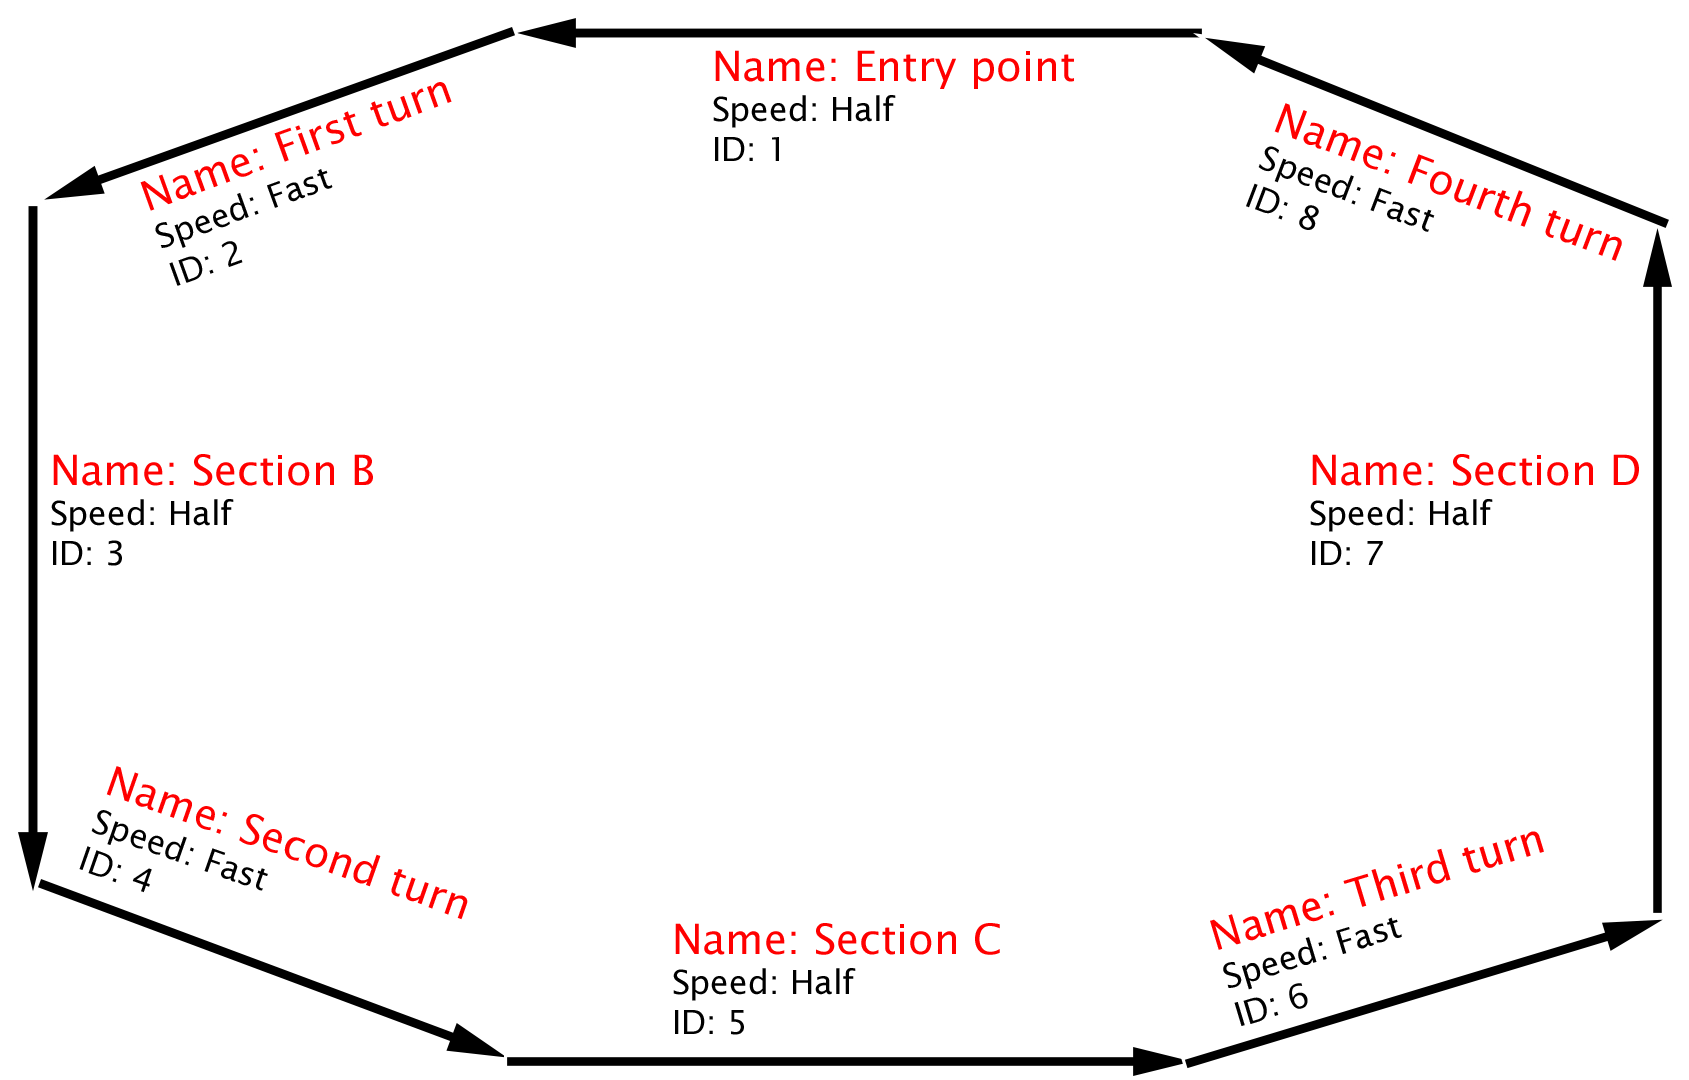 Name: Entry point
Speed: Half
ID: 1
Name: First turn
Speed: Fast
ID: 2
Name: Fourth turn
Speed: Fast
ID: 8
Name: Section B
Speed: Half
ID: 3
Name: Section D
Speed: Half
ID: 7
Name: Second turn
Speed: Fast
ID: 4
Name: Section C
Speed: Half
ID: 5
Name: Third turn
Speed: Fast
ID: 6